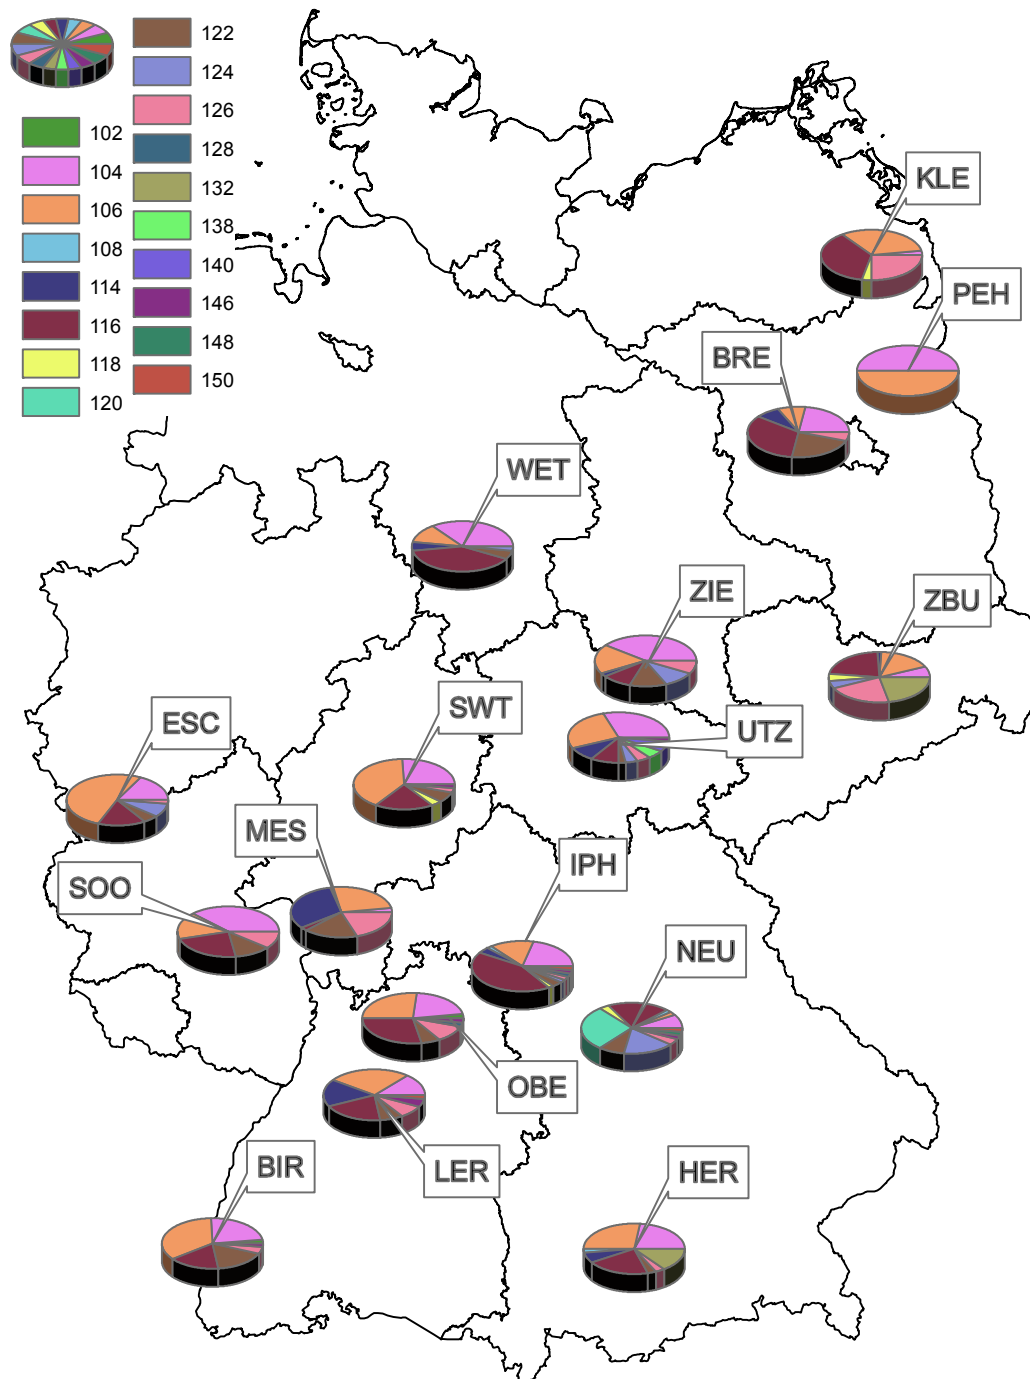 122
124
126
128
132
138
140
146
148
150
102
104
106
108
114
116
118
120
KLE
PEH
BRE
WET
ZIE
ZBU
ESC
SWT
UTZ
MES
SOO
IPH
NEU
OBE
LER
BIR
HER